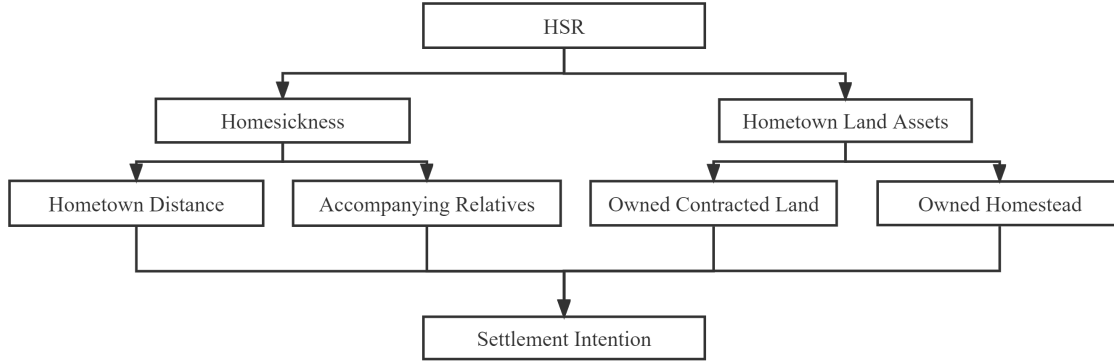 HSR
Homesickness
Hometown Land Assets
Hometown Distance
Accompanying Relatives
Owned Contracted Land
Owned Homestead
Settlement Intention